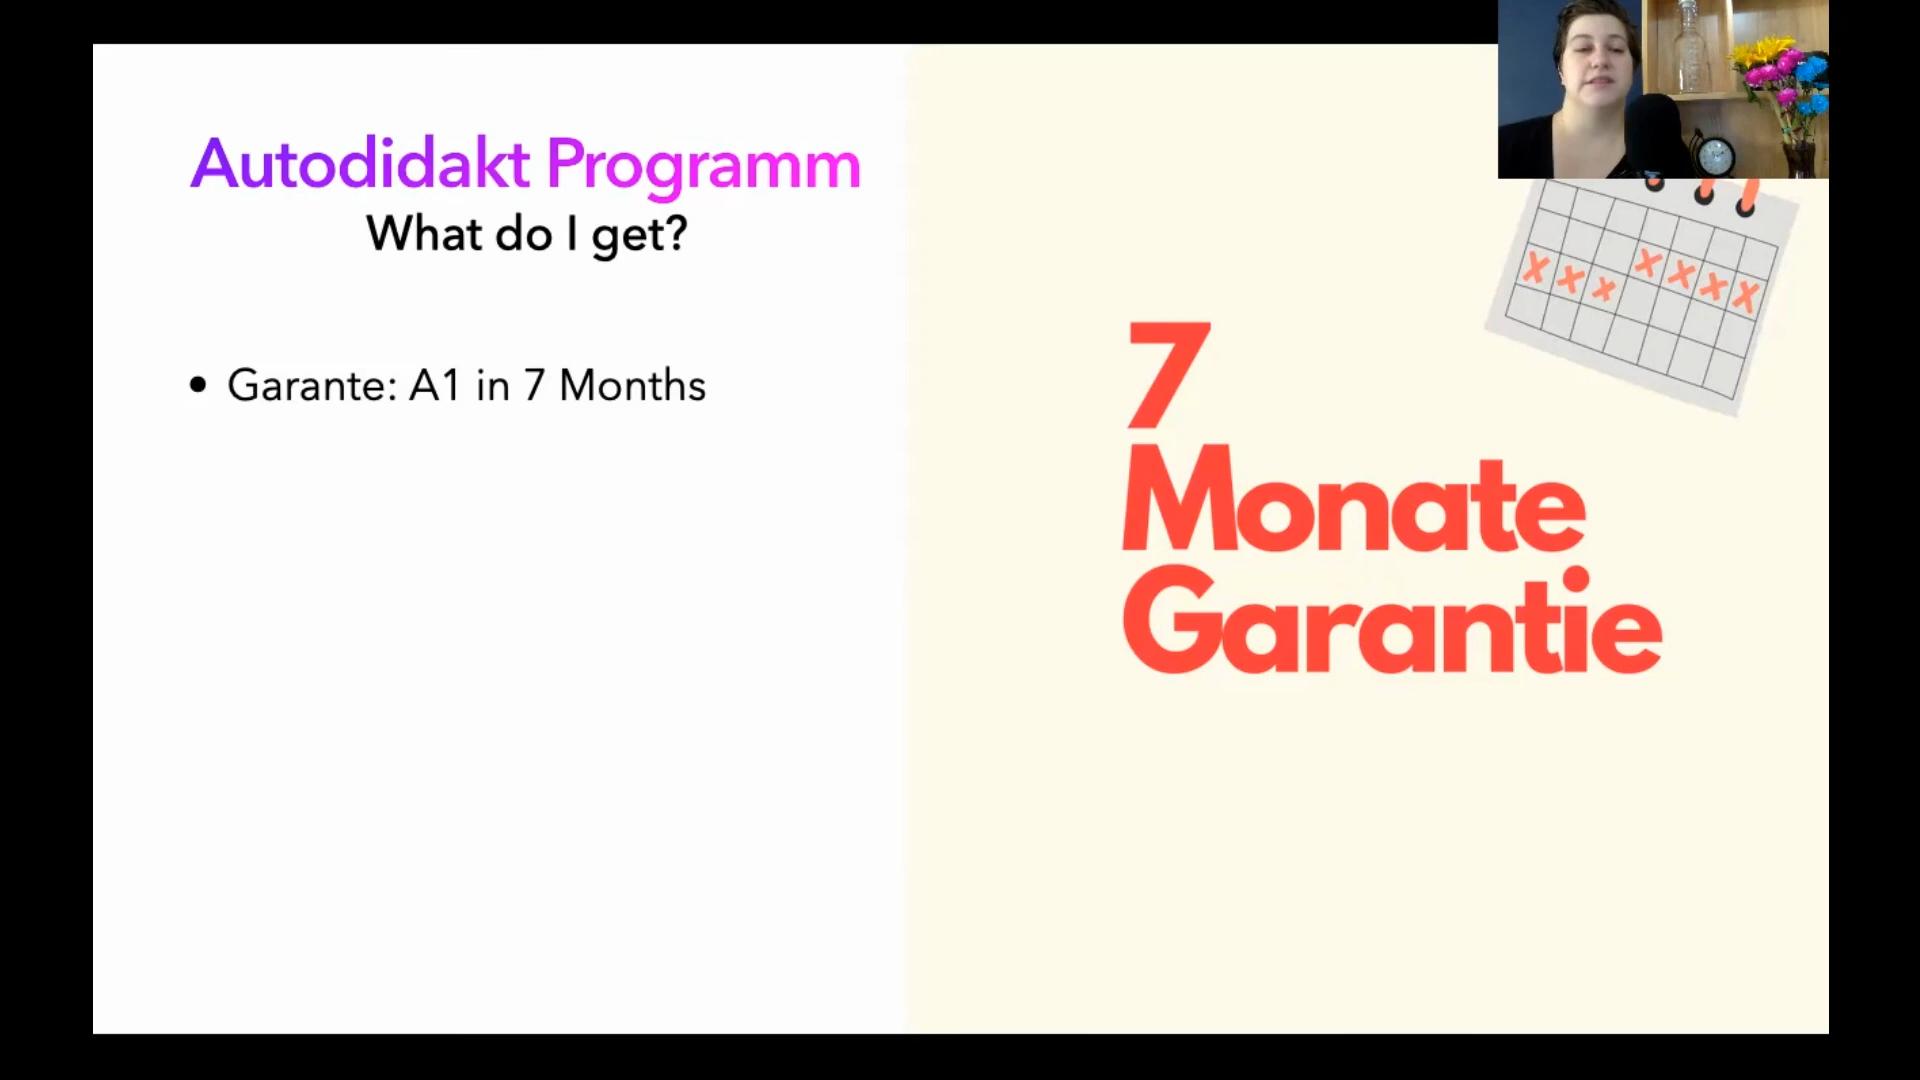 Autodidakt Programm
What do I get?
• Garante: A1 in 7 Months
7
Monate
Garantie